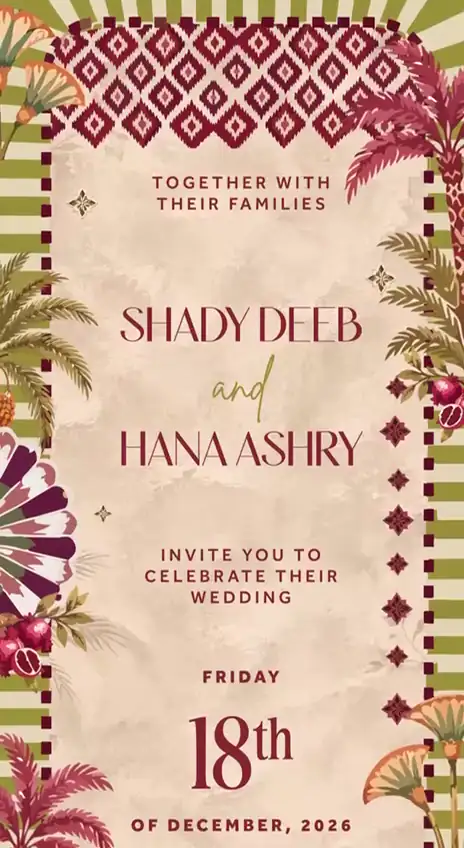 TOGETHER WITH
THEIR FAMILIES
SHADY DEEB
and
HANA ASHRY
INVITE YOU TO
CELEBRATE THEIR
WEDDING
FRIDAY
18th
OF DECEMBER, 2026